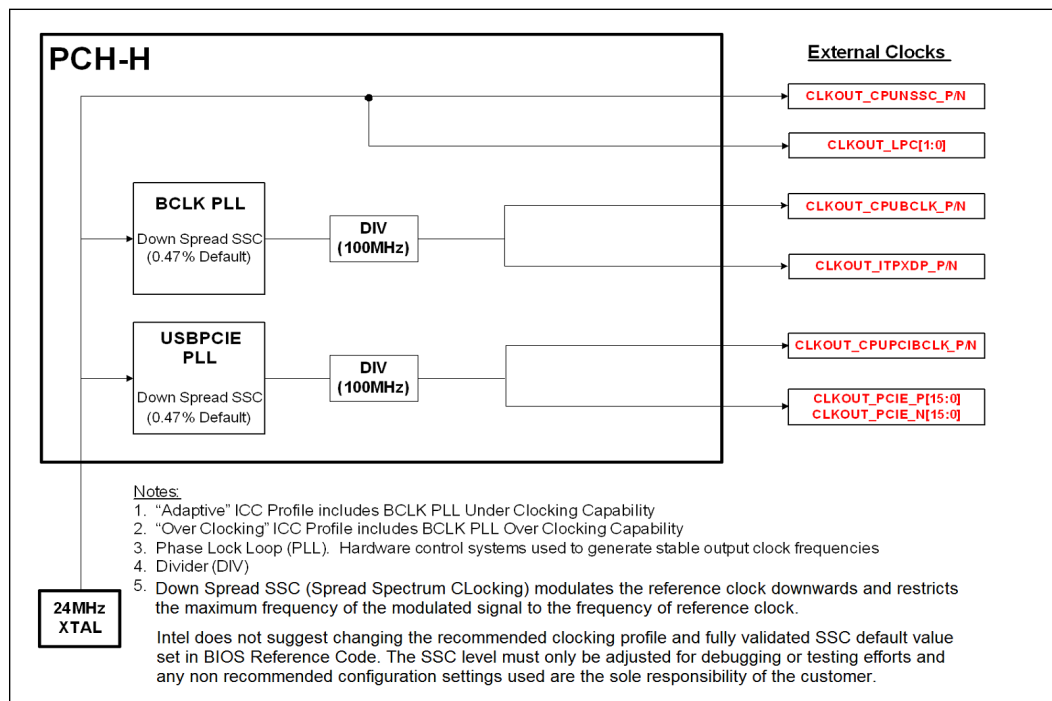 PCH-H
External Clocks
CLKOUT_CPUNSSC_P/N
CLKOUT_LPC[1:0]
BCLK PLL
Down Spread SSC
(0.47% Default)
DIV
(100MHz)
CLKOUT_CPUBCLK_P/N
CLKOUT_ITPXDP_P/N
USBPCIE
PLL
Down Spread SSC
(0.47% Default)
DIV
(100MHz)
CLKOUT_CPUPCIBCLK_P/N
CLKOUT_PCIE_P[15:0]
CLKOUT_PCIE_N[15:0]
Notes:
1. “Adaptive” ICC Profile includes BCLK PLL Under Clocking Capability
2. “Over Clocking” ICC Profile includes BCLK PLL Over Clocking Capability
3. Phase Lock Loop (PLL). Hardware control systems used to generate stable output clock frequencies
4. Divider (DIV)
5. Down Spread SSC (Spread Spectrum CLocking) modulates the reference clock downwards and restricts
the maximum frequency of the modulated signal to the frequency of reference clock.
Intel does not suggest changing the recommended clocking profile and fully validated SSC default value
set in BIOS Reference Code. The SSC level must only be adjusted for debugging or testing efforts and
any non recommended configuration settings used are the sole responsibility of the customer.
24MHz
XTAL